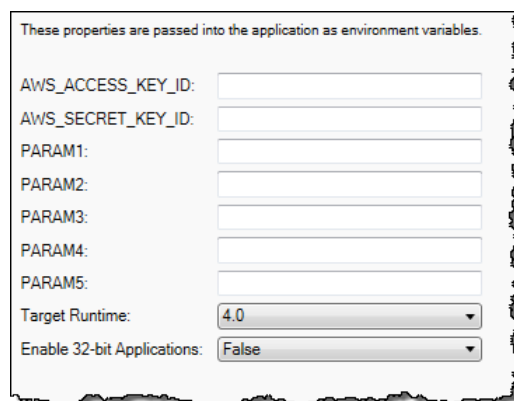 These properties are passed into the application as environment variables.
AWS_ACCESS_KEY_ID:
AWS_SECRET_KEY_ID:
PARAM1:
PARAM2:
PARAM3:
PARAM4:
PARAM5:
Target Runtime: 4.0
Enable 32-bit Applications: False